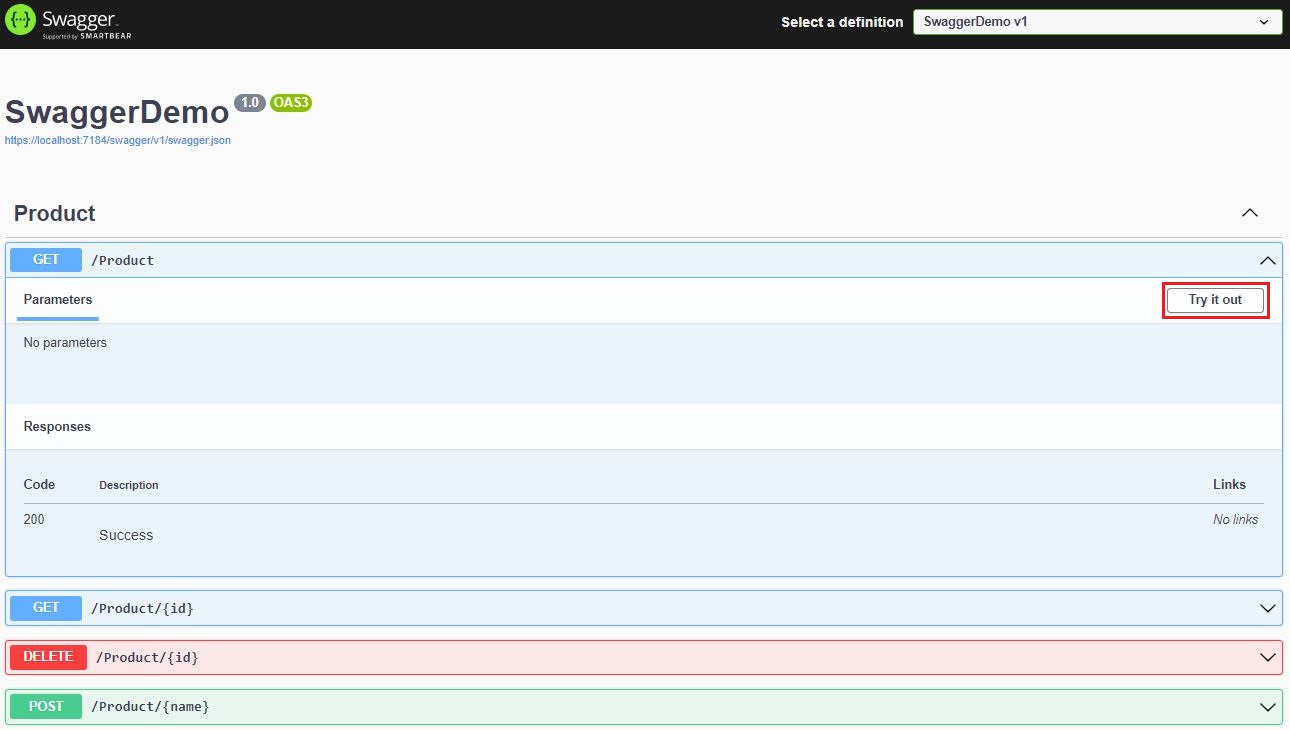 Swagger™
Supported by SMARTBEAR
Select a definition
SwaggerDemo v1
SwaggerDemo 1.0 OAS3
https://localhost:7184/swagger/v1/swagger.json
Product
GET /Product
Parameters
Try it out
No parameters
Responses
Code Description Links
200 Success No links
GET /Product/{id}
DELETE /Product/{id}
POST /Product/{name}